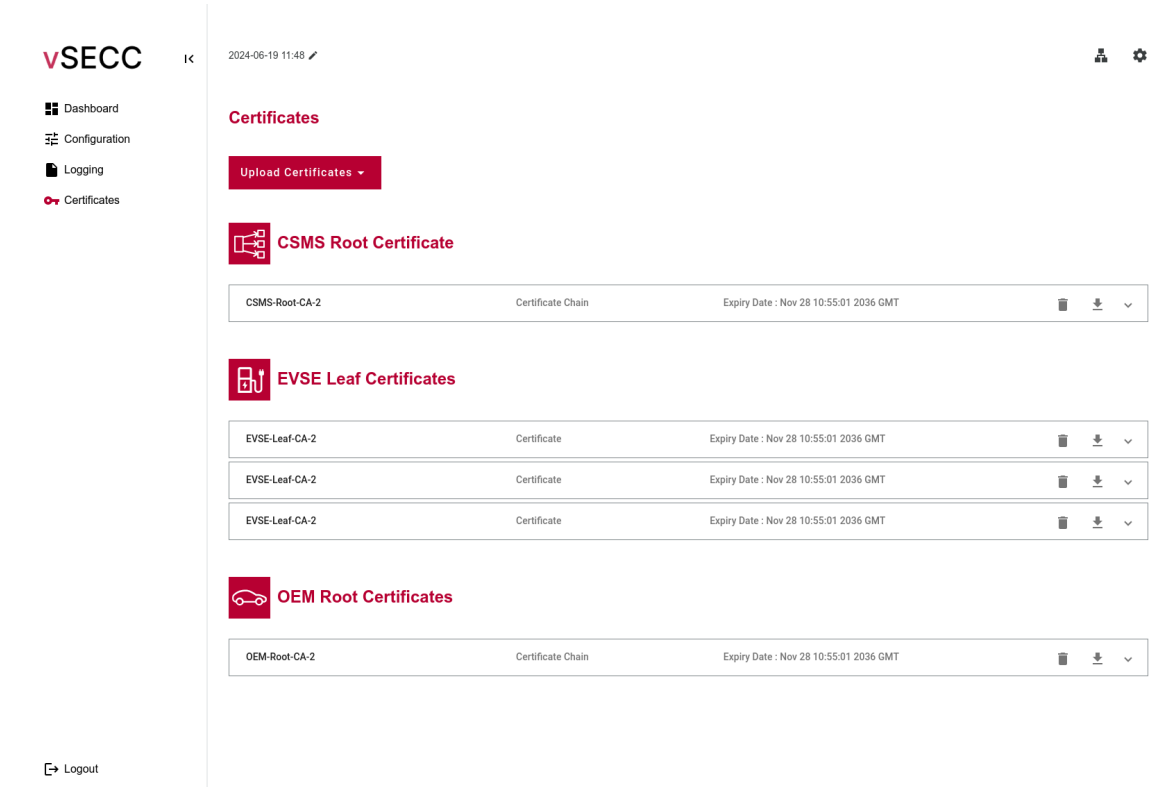 vSECC
2024-06-19 11:48
Dashboard
Configuration
Logging
Certificates
Certificates
Upload Certificates
CSMS Root Certificate
CSMS-Root-CA-2 Certificate Chain Expiry Date : Nov 28 10:55:01 2036 GMT
EVSE Leaf Certificates
EVSE-Leaf-CA-2 Certificate Expiry Date : Nov 28 10:55:01 2036 GMT
EVSE-Leaf-CA-2 Certificate Expiry Date : Nov 28 10:55:01 2036 GMT
EVSE-Leaf-CA-2 Certificate Expiry Date : Nov 28 10:55:01 2036 GMT
OEM Root Certificates
OEM-Root-CA-2 Certificate Chain Expiry Date : Nov 28 10:55:01 2036 GMT
Logout